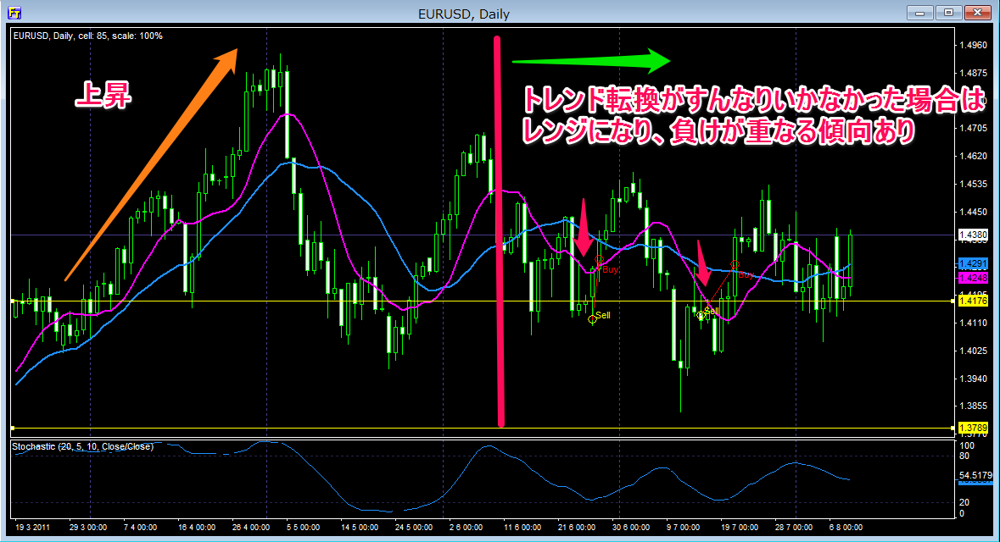 EURUSD, Daily
EURUSD, Daily, cell: 85, scale: 100%
上昇
トレンド転換がすんなりいかなかった場合は
レンジになり、負けが重なる傾向あり
1.4960
1.4875
1.4705
1.4620
1.4535
1.4450
1.4380
1.4291
1.4248
1.4176
1.4110
1.4025
1.3940
1.3855
1.3789
1.3770
Buy
Sell
Buy
Sell
Stochastic (20, 5, 10, Close/Close)
100
80
54.5179
20
0
19 3 2011
29 3 00:00
7 4 00:00
16 4 00:00
26 4 00:00
5 5 00:00
14 5 00:00
24 5 00:00
2 6 00:00
11 6 00:00
21 6 00:00
30 6 00:00
9 7 00:00
19 7 00:00
28 7 00:00
6 8 00:00